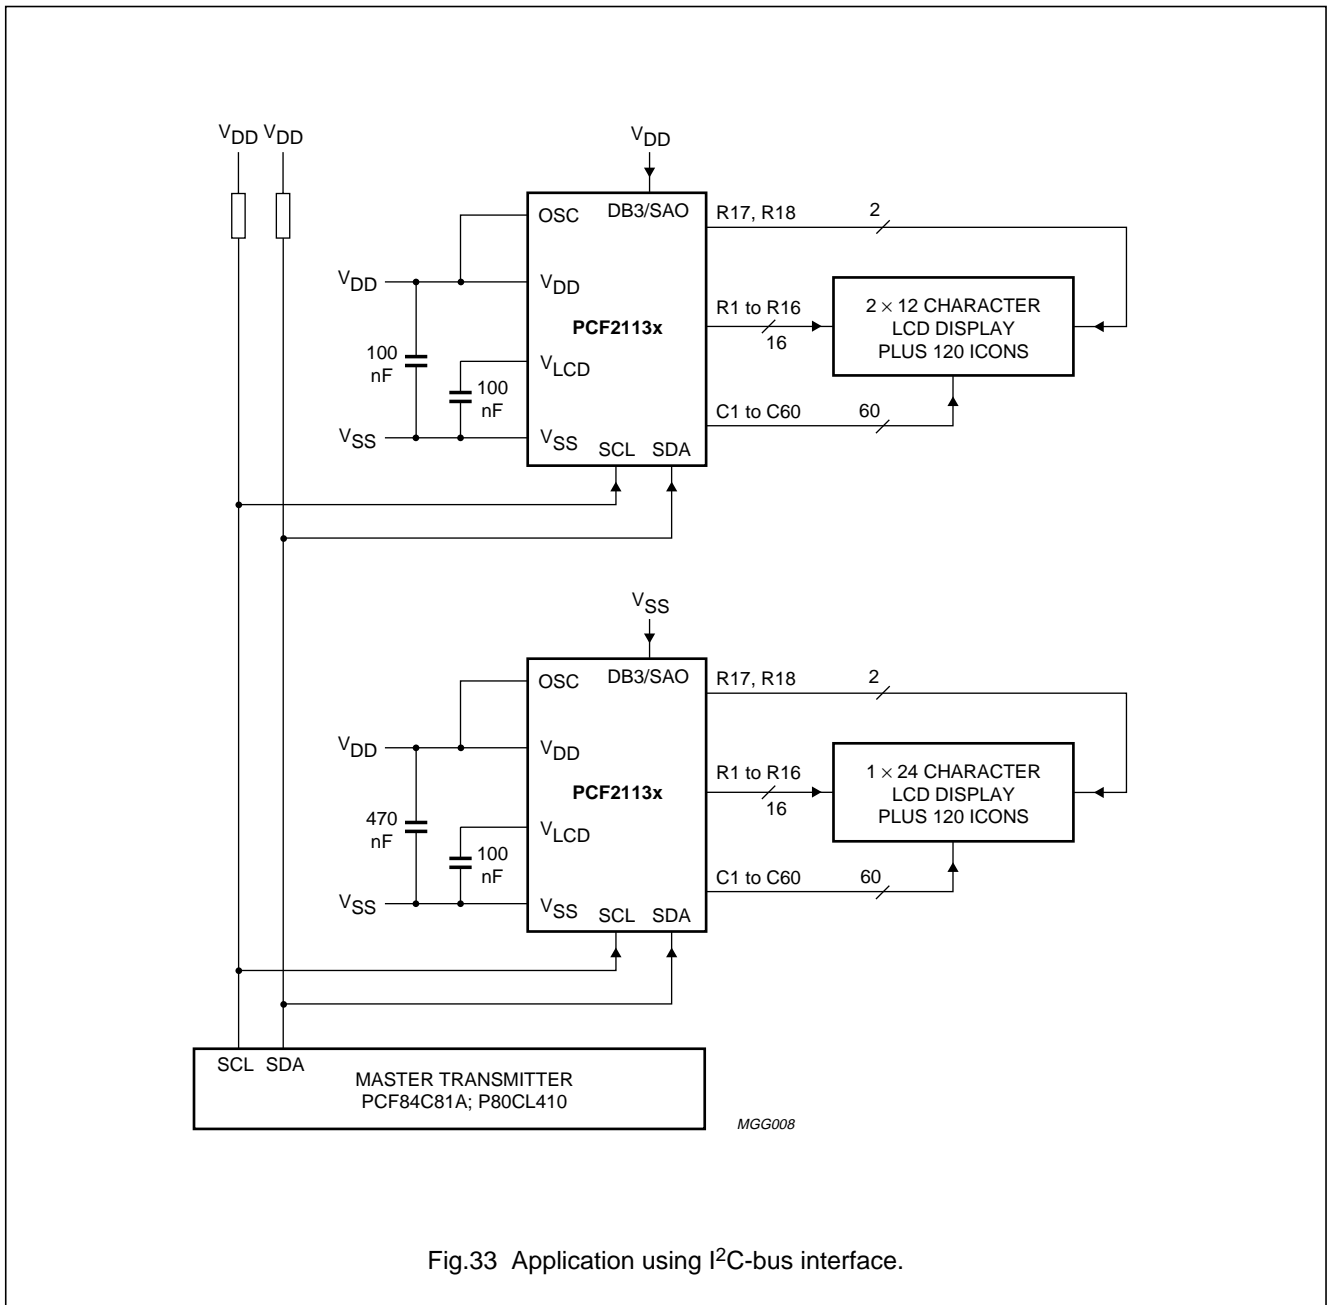 VDD VDD
VDD
OSC
DB3/SAO
R17, R18
2
VDD
VDD
PCF2113x
R1 to R16
16
2 × 12 CHARACTER
LCD DISPLAY
PLUS 120 ICONS
100
nF
VLCD
100
nF
C1 to C60
60
VSS
VSS
SCL SDA
VSS
OSC
DB3/SAO
R17, R18
2
VDD
VDD
PCF2113x
R1 to R16
16
1 × 24 CHARACTER
LCD DISPLAY
PLUS 120 ICONS
470
nF
VLCD
100
nF
C1 to C60
60
VSS
VSS
SCL SDA
SCL SDA
MASTER TRANSMITTER
PCF84C81A; P80CL410
MGG008
Fig.33 Application using I²C-bus interface.